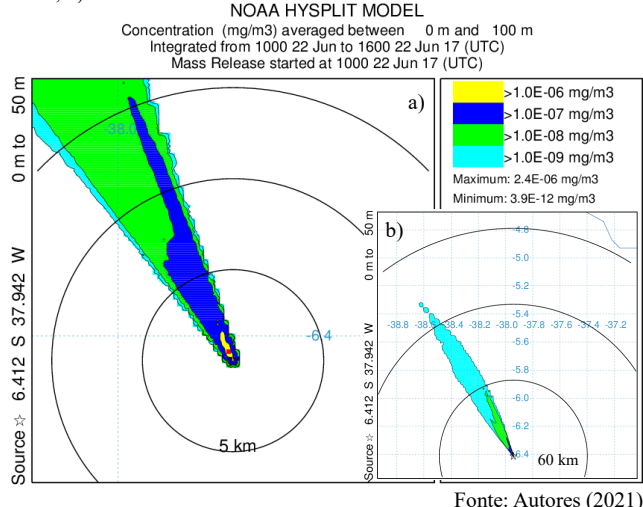 NOAA HYSPLIT MODEL
Concentration (mg/m3) averaged between 0 m and 100 m
Integrated from 1000 22 Jun to 1600 22 Jun 17 (UTC)
Mass Release started at 1000 22 Jun 17 (UTC)
Source ☆ 6.412 S 37.942 W 0 m to 50 m
a)
-38.0
-6.4
5 km
>1.0E-06 mg/m3
>1.0E-07 mg/m3
>1.0E-08 mg/m3
>1.0E-09 mg/m3
Maximum: 2.4E-06 mg/m3
Minimum: 3.9E-12 mg/m3
Source ☆ 6.412 S 37.942 W 0 m to 50 m
b)
-4.8
-5.0
-5.2
-38.8 -38.6 -38.4 -38.2 -38.0 -37.8 -37.6 -37.4 -37.2
-5.6
-5.8
-6.0
-6.2
-6.4
60 km
Fonte: Autores (2021)